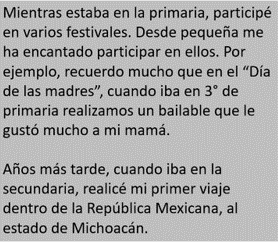 Mientras estaba en la primaria, participé
en varios festivales. Desde pequeña me
ha encantado participar en ellos. Por
ejemplo, recuerdo mucho que en el “Día
de las madres”, cuando iba en 3° de
primaria realizamos un bailable que le
gustó mucho a mi mamá.
Años más tarde, cuando iba en la
secundaria, realicé mi primer viaje
dentro de la República Mexicana, al
estado de Michoacán.